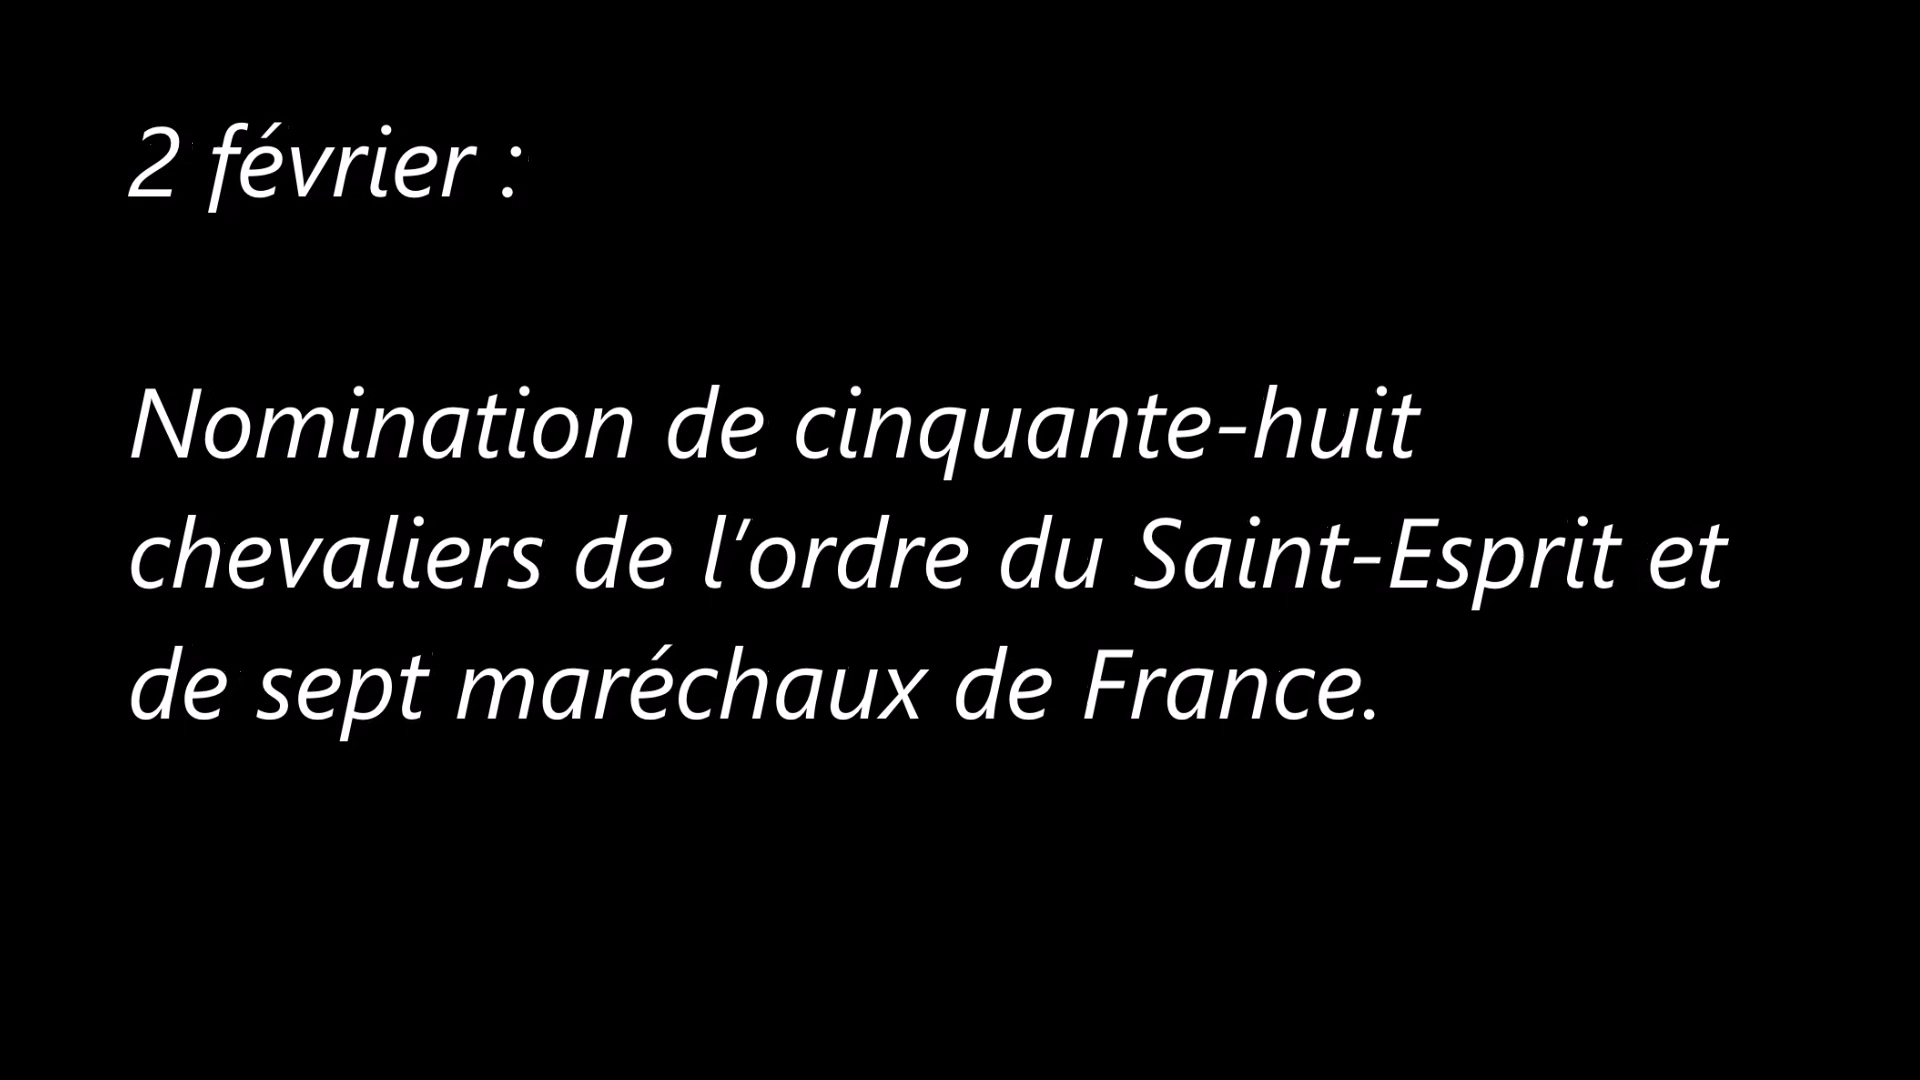 2 février :
Nomination de cinquante-huit
chevaliers de l’ordre du Saint-Esprit et
de sept maréchaux de France.